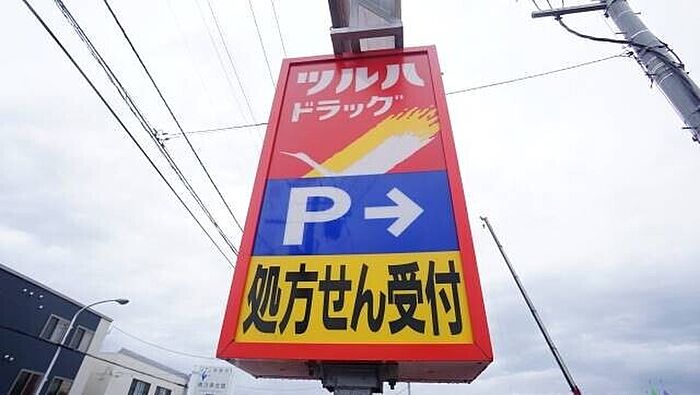 ツルハ
ドラッグ
P→
処方せん受付